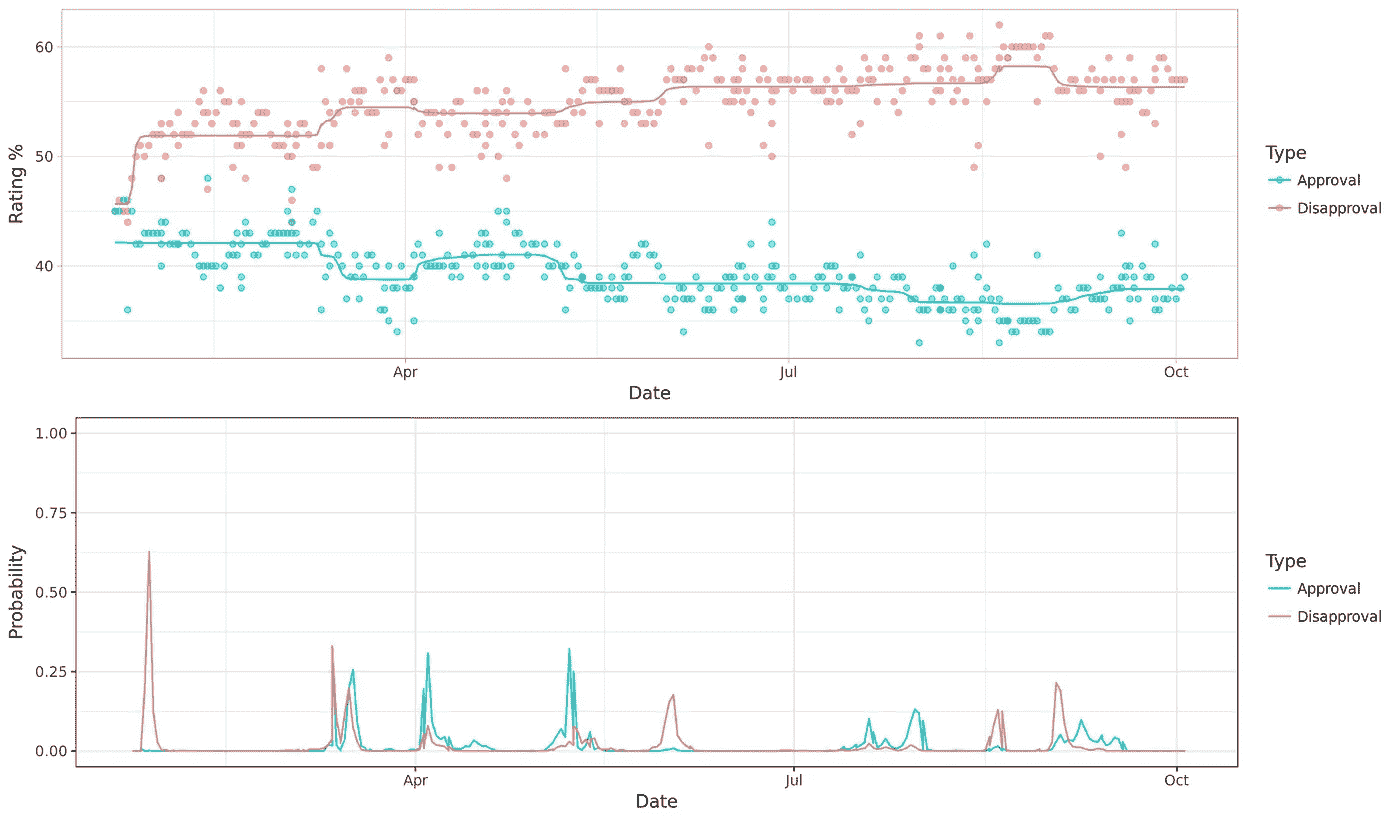 60
50
40
Rating %
Apr
Jul
Oct
Date
Type
Approval
Disapproval
1.00
0.75
0.50
0.25
0.00
Probability
Apr
Jul
Oct
Date
Type
Approval
Disapproval